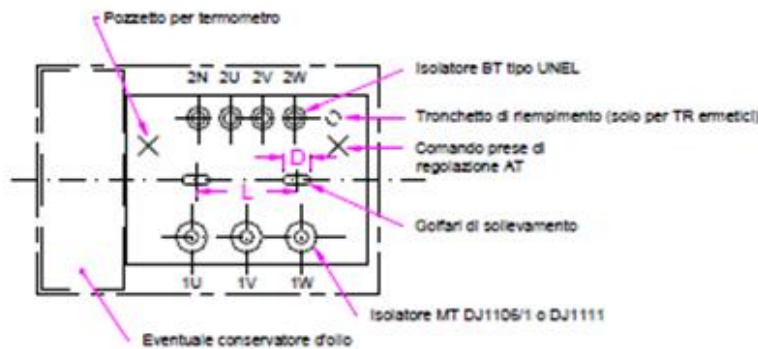 Pozzetto per termometro
2N 2U 2V 2W
Isolatore BT tipo UNEL
Tronchetto di riempimento (solo per TR ermetici)
Comando prese di
regolazione AT
D
L
Golfari di sollevamento
1U 1V 1W
Isolatore MT DJ1106/1 o DJ1111
Eventuale conservatore d'olio